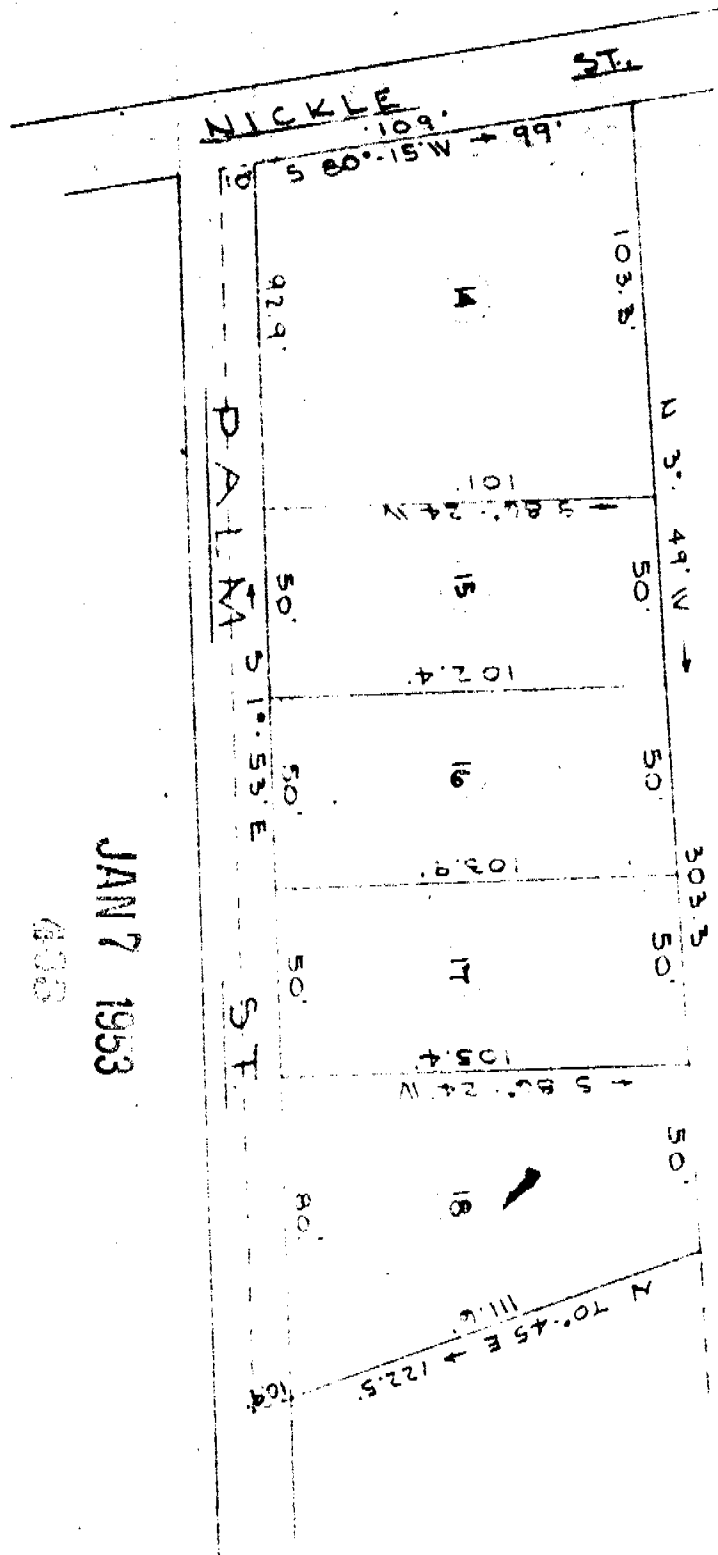 ST.
NICKLE
109'
S 80°-15' W → 99'
10'
92.9'
103.3'
N 3°. 49' W →
101'
← S 86°. 24' W
50'
15
50'
PALM
S 1°. 53' E
102.4'
50'
16
50'
103.9'
303.3
50'
17
50'
105.4'
← S 86°. 24' W
ST.
50'
80'
18
111.6'
N 70°. 45' E → 122.5'
10.9'
JAN 7 1953